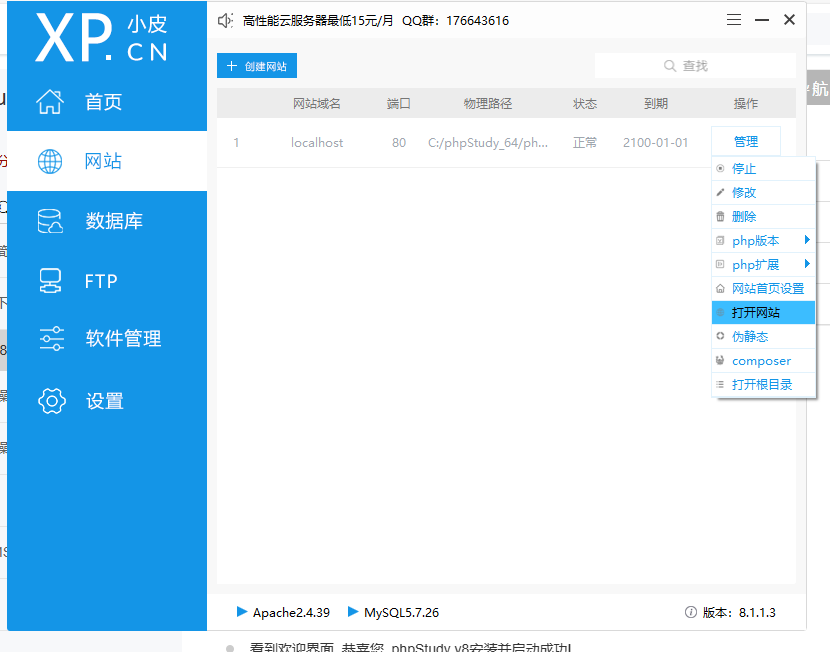 XP.CN 小皮
高性能云服务器最低15元/月 QQ群：176643616
首页
网站
数据库
FTP
软件管理
设置
创建网站
查找
网站域名 端口 物理路径 状态 到期 操作
1 localhost 80 C:/phpStudy_64/ph... 正常 2100-01-01 管理
停止
修改
删除
php版本
php扩展
网站首页设置
打开网站
伪静态
composer
打开根目录
Apache2.4.39 MySQL5.7.26 版本：8.1.1.3
航
看到欢迎界面, 恭喜您, phpStudy v8安装并启动成功!